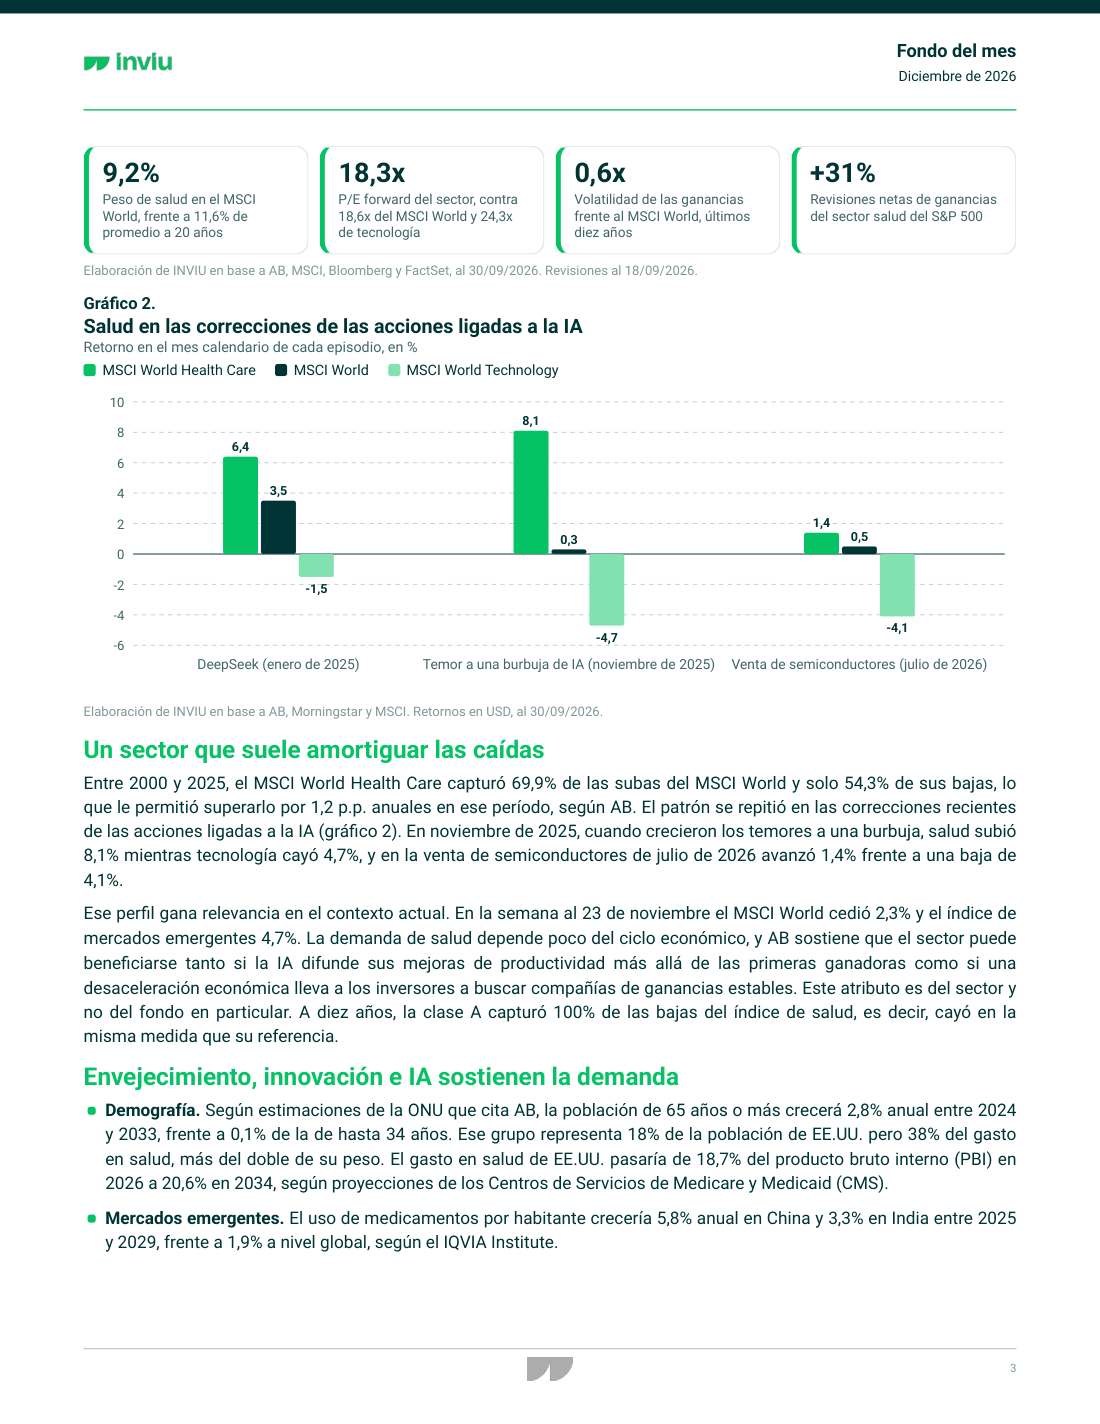 inviu
Fondo del mes
Diciembre de 2026
9,2%
Peso de salud en el MSCI
World, frente a 11,6% de
promedio a 20 años
18,3x
P/E forward del sector, contra
18,6x del MSCI World y 24,3x
de tecnología
0,6x
Volatilidad de las ganancias
frente al MSCI World, últimos
diez años
+31%
Revisiones netas de ganancias
del sector salud del S&P 500
Elaboración de INVIU en base a AB, MSCI, Bloomberg y FactSet, al 30/09/2026. Revisiones al 18/09/2026.
Gráfico 2.
Salud en las correcciones de las acciones ligadas a la IA
Retorno en el mes calendario de cada episodio, en %
MSCI World Health Care MSCI World MSCI World Technology
10
8
6
4
2
0
-2
-4
-6
6,4
3,5
-1,5
8,1
0,3
-4,7
1,4
0,5
-4,1
DeepSeek (enero de 2025) Temor a una burbuja de IA (noviembre de 2025) Venta de semiconductores (julio de 2026)
Elaboración de INVIU en base a AB, Morningstar y MSCI. Retornos en USD, al 30/09/2026.
Un sector que suele amortiguar las caídas
Entre 2000 y 2025, el MSCI World Health Care capturó 69,9% de las subas del MSCI World y solo 54,3% de sus bajas, lo
que le permitió superarlo por 1,2 p.p. anuales en ese período, según AB. El patrón se repitió en las correcciones recientes
de las acciones ligadas a la IA (gráfico 2). En noviembre de 2025, cuando crecieron los temores a una burbuja, salud subió
8,1% mientras tecnología cayó 4,7%, y en la venta de semiconductores de julio de 2026 avanzó 1,4% frente a una baja de
4,1%.
Ese perfil gana relevancia en el contexto actual. En la semana al 23 de noviembre el MSCI World cedió 2,3% y el índice de
mercados emergentes 4,7%. La demanda de salud depende poco del ciclo económico, y AB sostiene que el sector puede
beneficiarse tanto si la IA difunde sus mejoras de productividad más allá de las primeras ganadoras como si una
desaceleración económica lleva a los inversores a buscar compañías de ganancias estables. Este atributo es del sector y
no del fondo en particular. A diez años, la clase A capturó 100% de las bajas del índice de salud, es decir, cayó en la
misma medida que su referencia.
Envejecimiento, innovación e IA sostienen la demanda
Demografía. Según estimaciones de la ONU que cita AB, la población de 65 años o más crecerá 2,8% anual entre 2024
y 2033, frente a 0,1% de la de hasta 34 años. Ese grupo representa 18% de la población de EE.UU. pero 38% del gasto
en salud, más del doble de su peso. El gasto en salud de EE.UU. pasaría de 18,7% del producto bruto interno (PBI) en
2026 a 20,6% en 2034, según proyecciones de los Centros de Servicios de Medicare y Medicaid (CMS).
Mercados emergentes. El uso de medicamentos por habitante crecería 5,8% anual en China y 3,3% en India entre 2025
y 2029, frente a 1,9% a nivel global, según el IQVIA Institute.
3